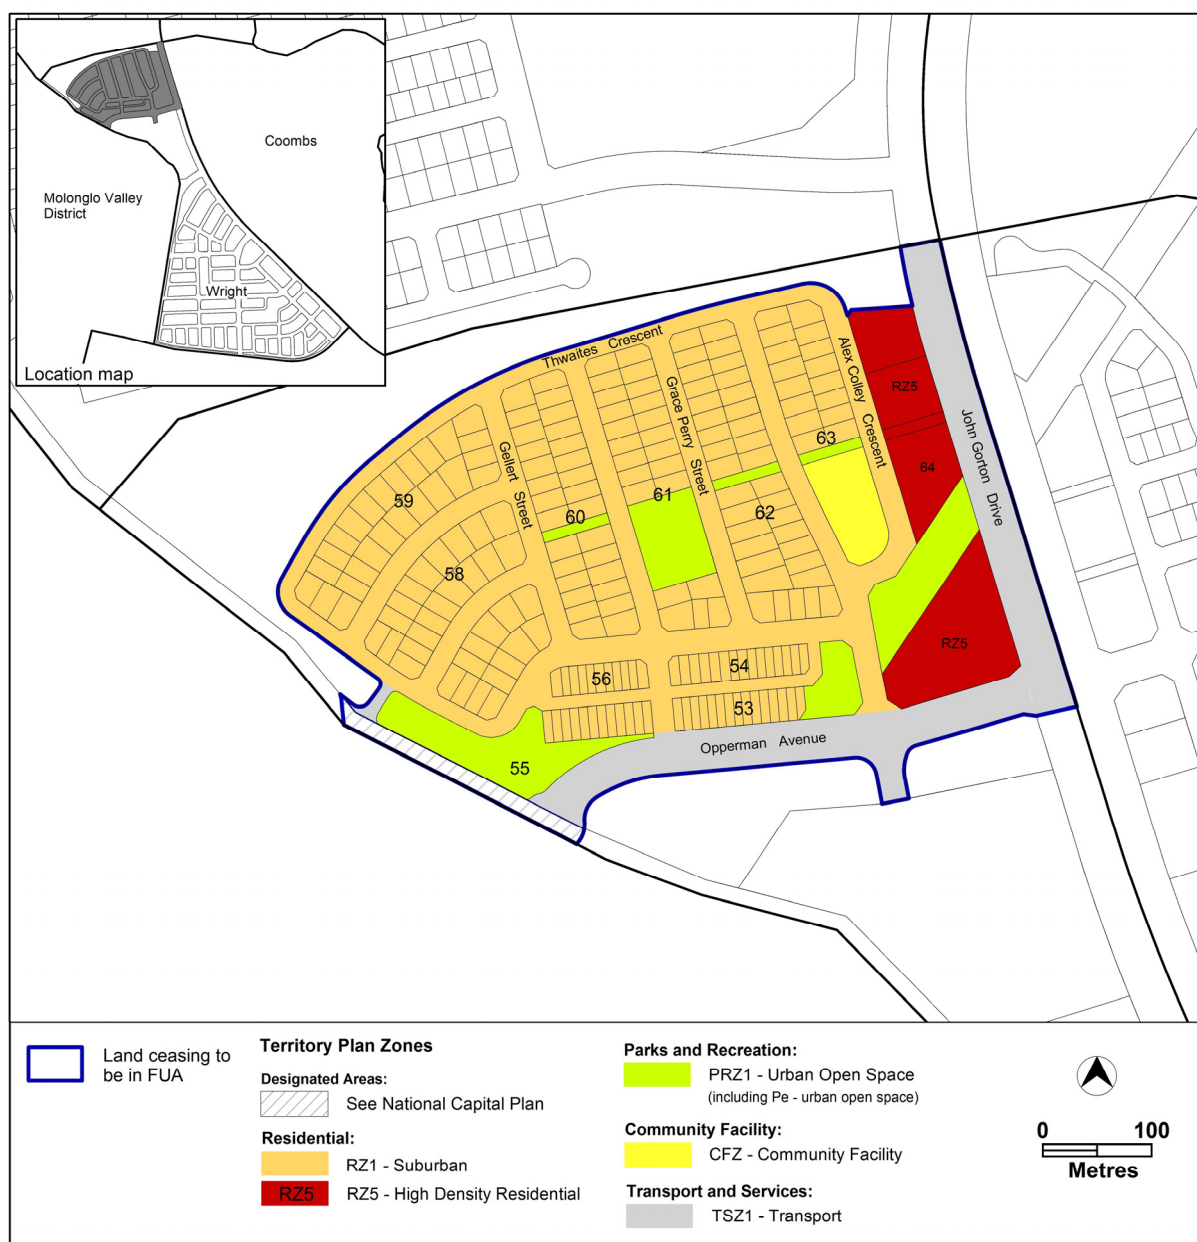 Coombs
Molonglo Valley
District
Wright
Location map
Thwaites Crescent
Alex Colley Crescent
Grace Perry Street
Gellert Street
John Gorton Drive
RZ5
63
64
59
61
60
62
58
RZ5
54
56
53
Opperman Avenue
55
Land ceasing to
be in FUA
Territory Plan Zones
Designated Areas:
See National Capital Plan
Residential:
RZ1 - Suburban
RZ5 RZ5 - High Density Residential
Parks and Recreation:
PRZ1 - Urban Open Space
(including Pe - urban open space)
Community Facility:
CFZ - Community Facility
Transport and Services:
TSZ1 - Transport
0 100
Metres